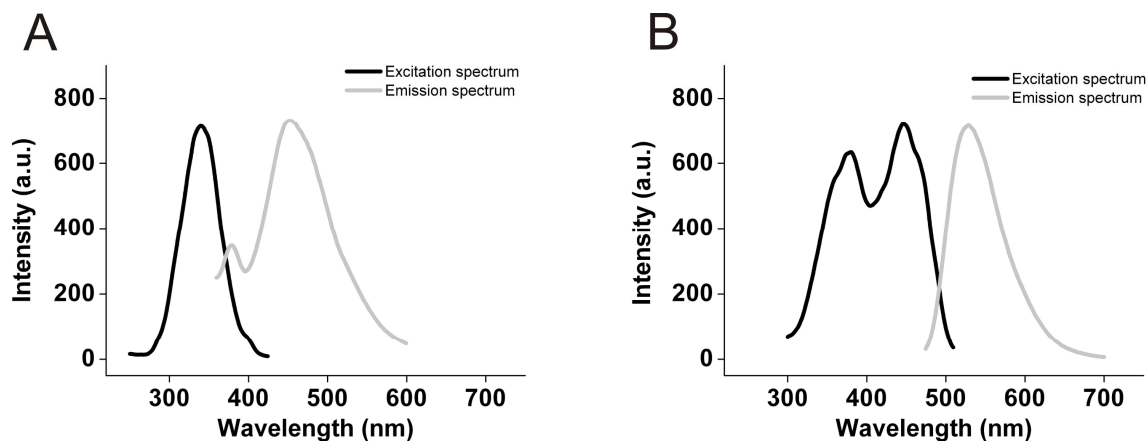 A
Excitation spectrum
Emission spectrum
800
600
400
200
0
Intensity (a.u.)
300 400 500 600 700
Wavelength (nm)
B
Excitation spectrum
Emission spectrum
800
600
400
200
0
Intensity (a.u.)
300 400 500 600 700
Wavelength (nm)